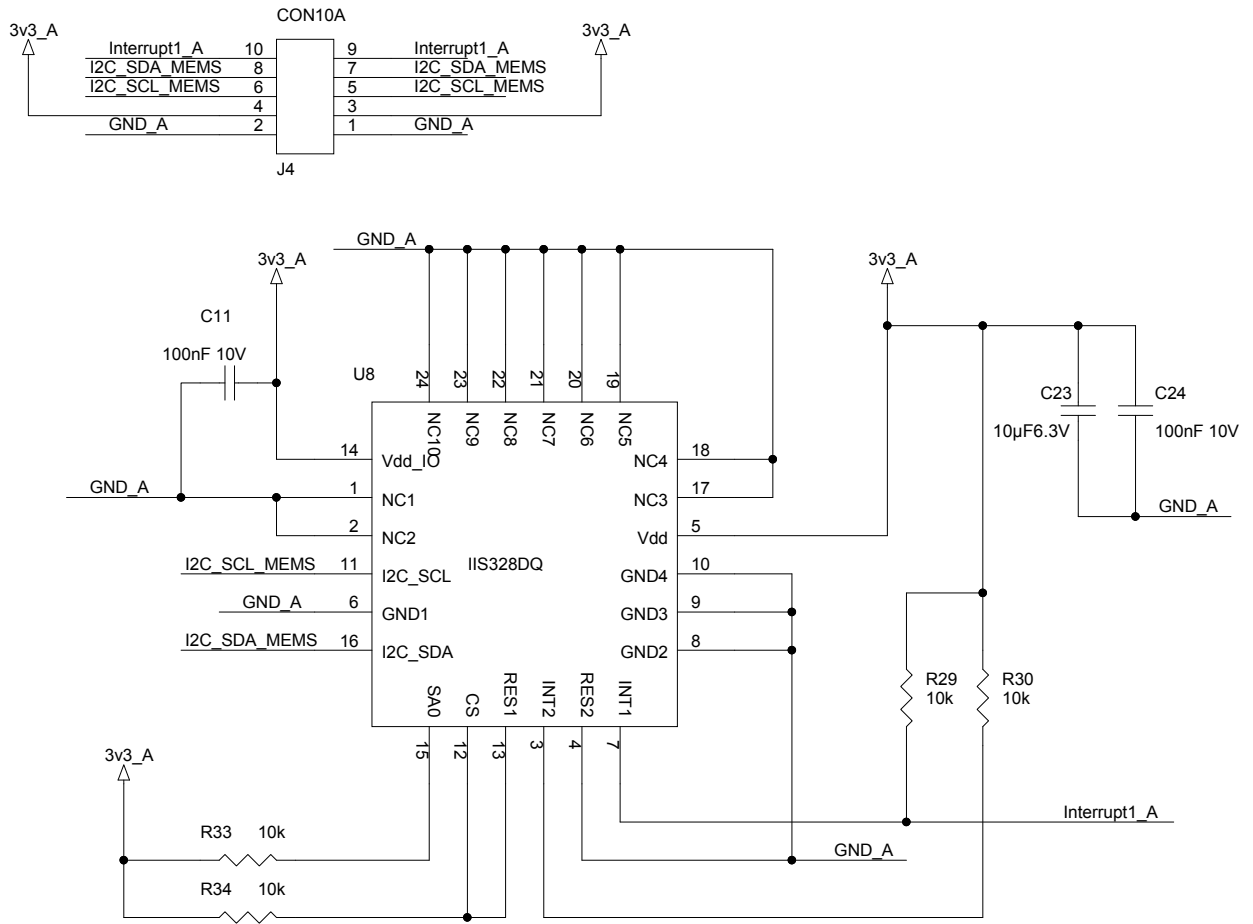 CON10A
3v3_A 3v3_A
Interrupt1_A 10 9 Interrupt1_A
I2C_SDA_MEMS 8 7 I2C_SDA_MEMS
I2C_SCL_MEMS 6 5 I2C_SCL_MEMS
4 3
GND_A 2 1 GND_A
J4
GND_A
3v3_A 3v3_A
C11
100nF 10V
U8
24 23 22 21 20 19
NC10 NC9 NC8 NC7 NC6 NC5
C23 C24
10µF6.3V 100nF 10V
14 Vdd_IO NC4 18
GND_A 1 NC1 NC3 17
GND_A
2 NC2 Vdd 5
IIS328DQ
I2C_SCL_MEMS 11 I2C_SCL GND4 10
GND_A 6 GND1 GND3 9
I2C_SDA_MEMS 16 I2C_SDA GND2 8
R29 R30
10k 10k
SA0 CS RES1 INT2 RES2 INT1
15 12 13 3 4 7
3v3_A
Interrupt1_A
R33 10k
GND_A
R34 10k